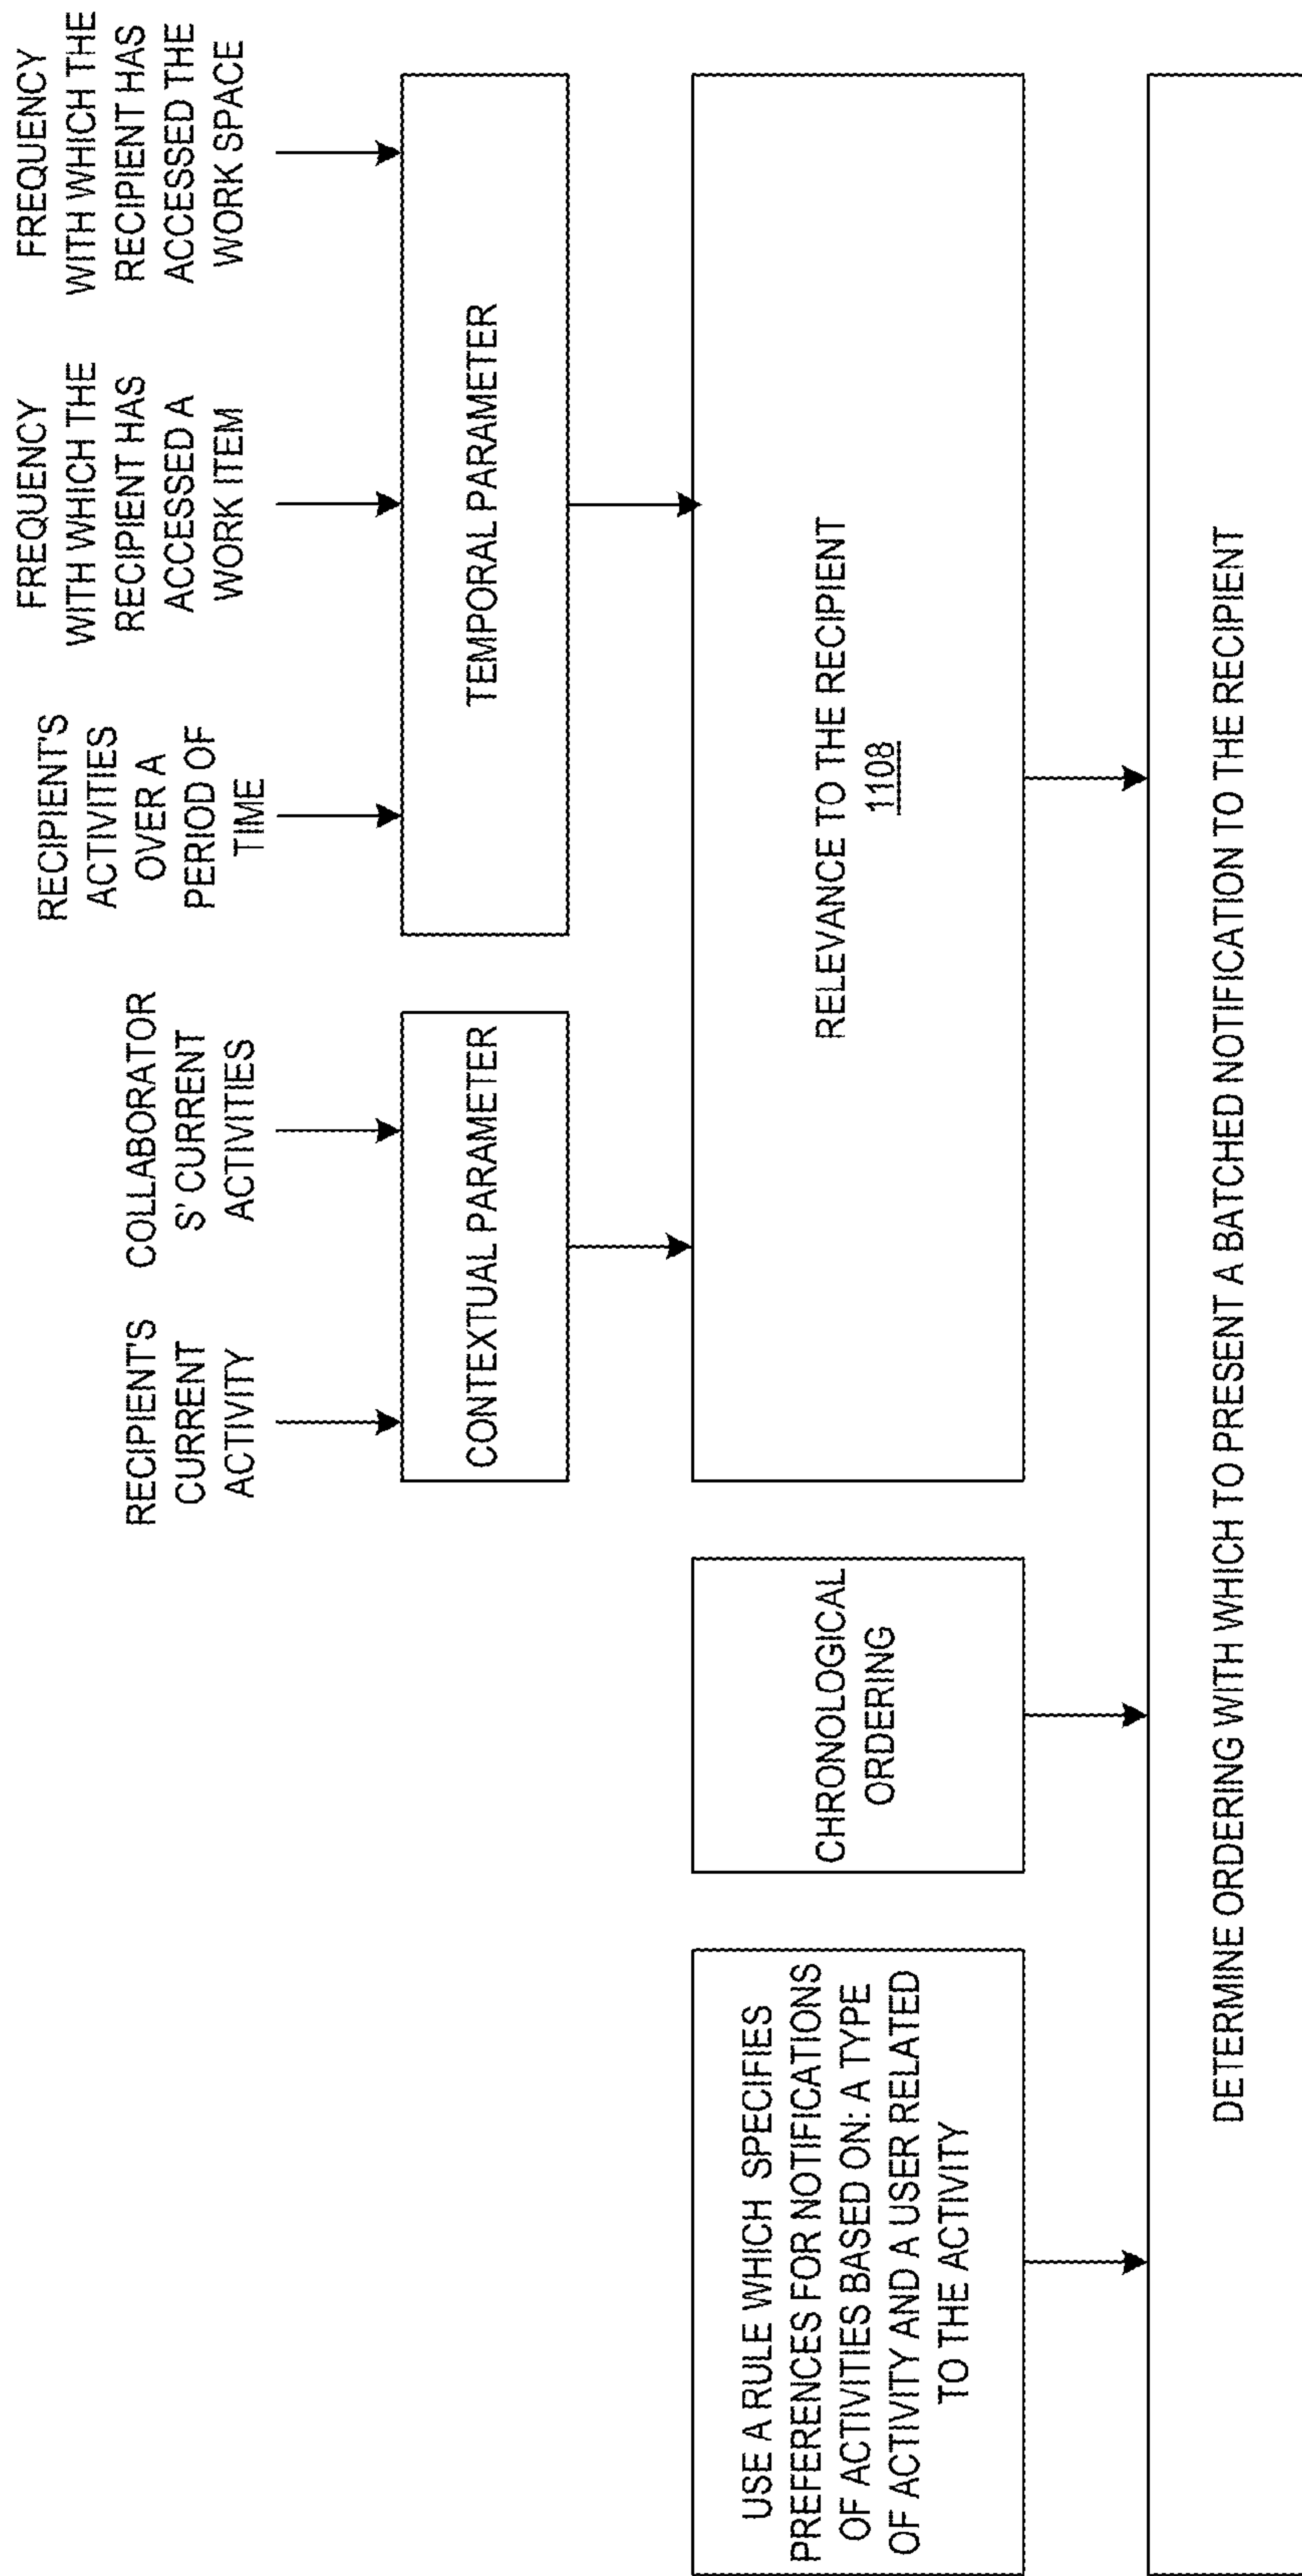 RECIPIENT'S
CURRENT
ACTIVITY
COLLABORATOR
S' CURRENT
ACTIVITIES
RECIPIENT'S
ACTIVITIES
OVER A
PERIOD OF
TIME
FREQUENCY
WITH WHICH THE
RECIPIENT HAS
ACCESSED A
WORK ITEM
FREQUENCY
WITH WHICH THE
RECIPIENT HAS
ACCESSED THE
WORK SPACE
CONTEXTUAL PARAMETER
TEMPORAL PARAMETER
USE A RULE WHICH SPECIFIES
PREFERENCES FOR NOTIFICATIONS
OF ACTIVITIES BASED ON: A TYPE
OF ACTIVITY AND A USER RELATED
TO THE ACTIVITY
CHRONOLOGICAL
ORDERING
RELEVANCE TO THE RECIPIENT
1108
DETERMINE ORDERING WITH WHICH TO PRESENT A BATCHED NOTIFICATION TO THE RECIPIENT